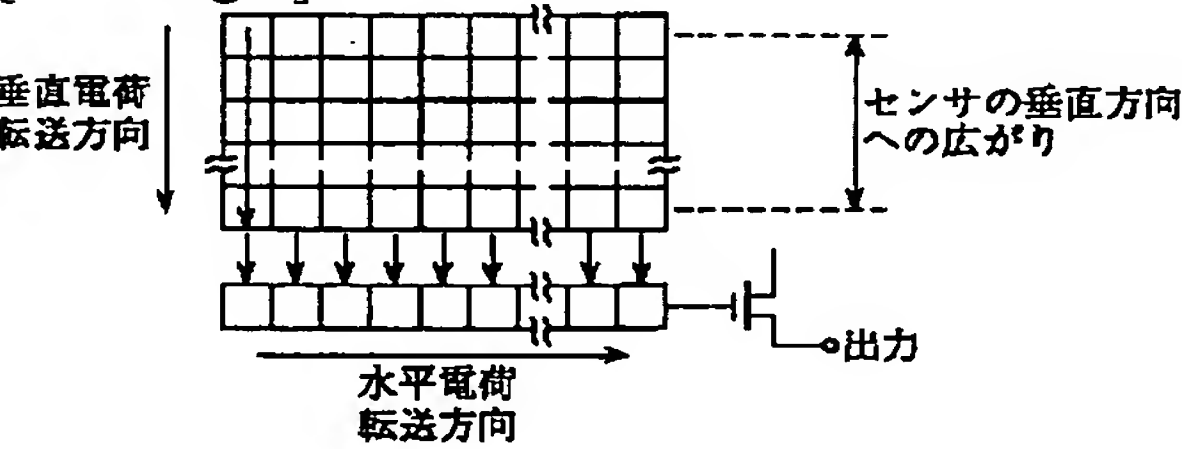 垂直電荷
転送方向
センサの垂直方向
への広がり
出力
水平電荷
転送方向